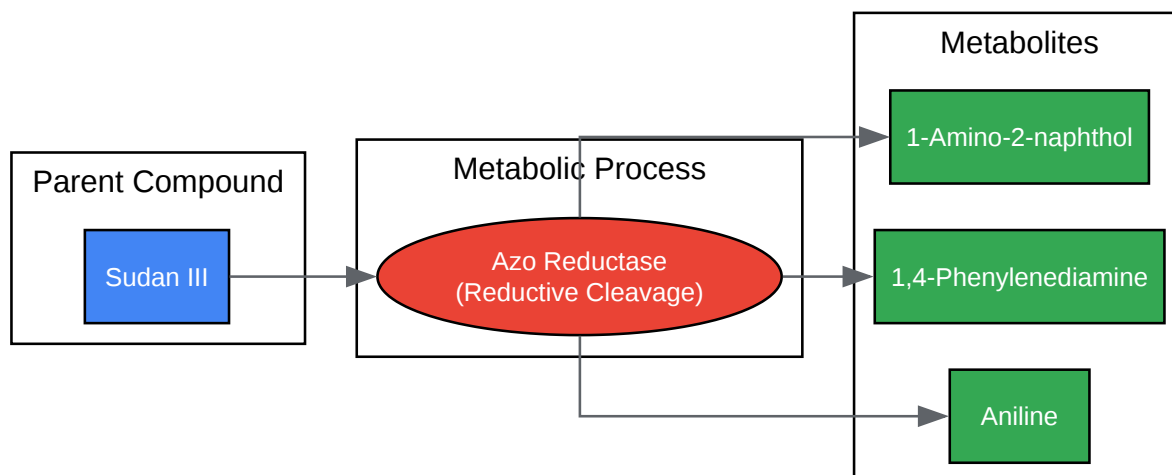 Parent Compound
Sudan III
Metabolic Process
Azo Reductase
(Reductive Cleavage)
Metabolites
1-Amino-2-naphthol
1,4-Phenylenediamine
Aniline